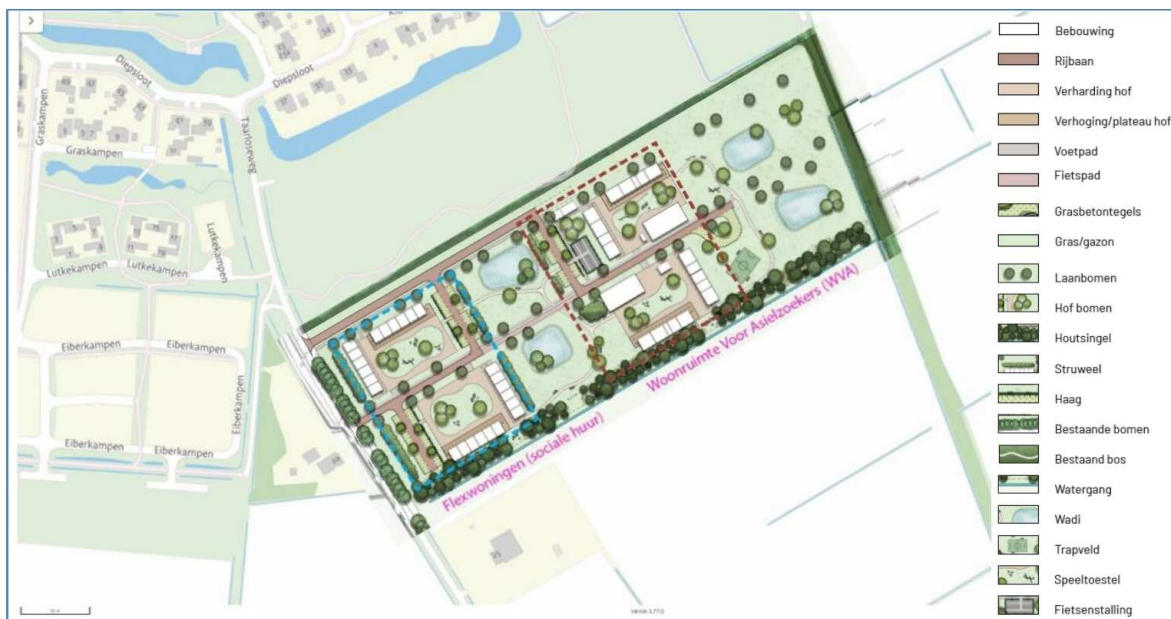 Bebouwing
Rijbaan
Verharding hof
Verhoging/plateau hof
Voetpad
Fietspad
Grasbetontegels
Gras/gazon
Laanbomen
Hof bomen
Houtsingel
Struweel
Haag
Bestaande bomen
Bestaand bos
Watergang
Wadi
Trapveld
Speeltoestel
Fietsenstalling
Diepsloot
Diepsloot
Graskampen
Graskampen
Taarloseweg
Lutkekampen
Lutkekampen
Lutkekampen
Eiberkampen
Eiberkampen
Eiberkampen
Eiberkampen
Eiberkampen
Flexwoningen (sociale huur)
Woonruimte Voor Asielzoekers (WVA)